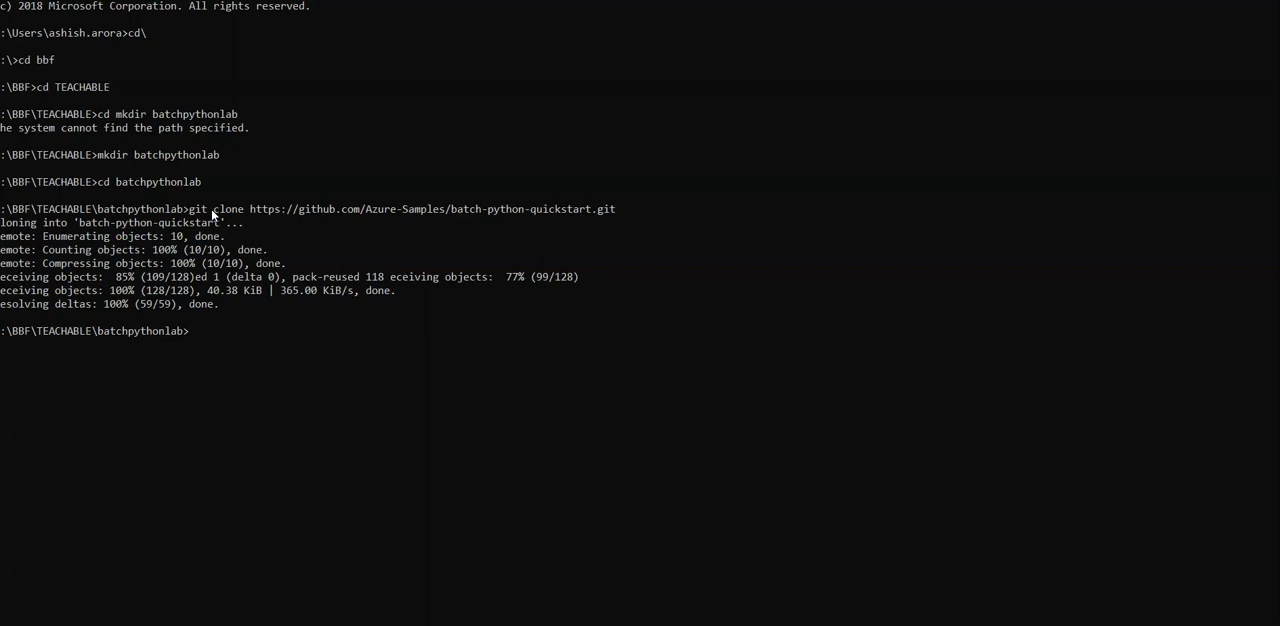 c) 2018 Microsoft Corporation. All rights reserved.
:\Users\ashish.arora>cd\
:\>cd bbf
:\BBF>cd TEACHABLE
:\BBF\TEACHABLE>cd mkdir batchpythonlab
he system cannot find the path specified.
:\BBF\TEACHABLE>mkdir batchpythonlab
:\BBF\TEACHABLE>cd batchpythonlab
:\BBF\TEACHABLE\batchpythonlab>git clone https://github.com/Azure-Samples/batch-python-quickstart.git
loning into 'batch-python-quickstart'...
emote: Enumerating objects: 10, done.
emote: Counting objects: 100% (10/10), done.
emote: Compressing objects: 100% (10/10), done.
eceiving objects:  85% (109/128)ed 1 (delta 0), pack-reused 118 eceiving objects:  77% (99/128)
eceiving objects: 100% (128/128), 40.38 KiB | 365.00 KiB/s, done.
esolving deltas: 100% (59/59), done.
:\BBF\TEACHABLE\batchpythonlab>